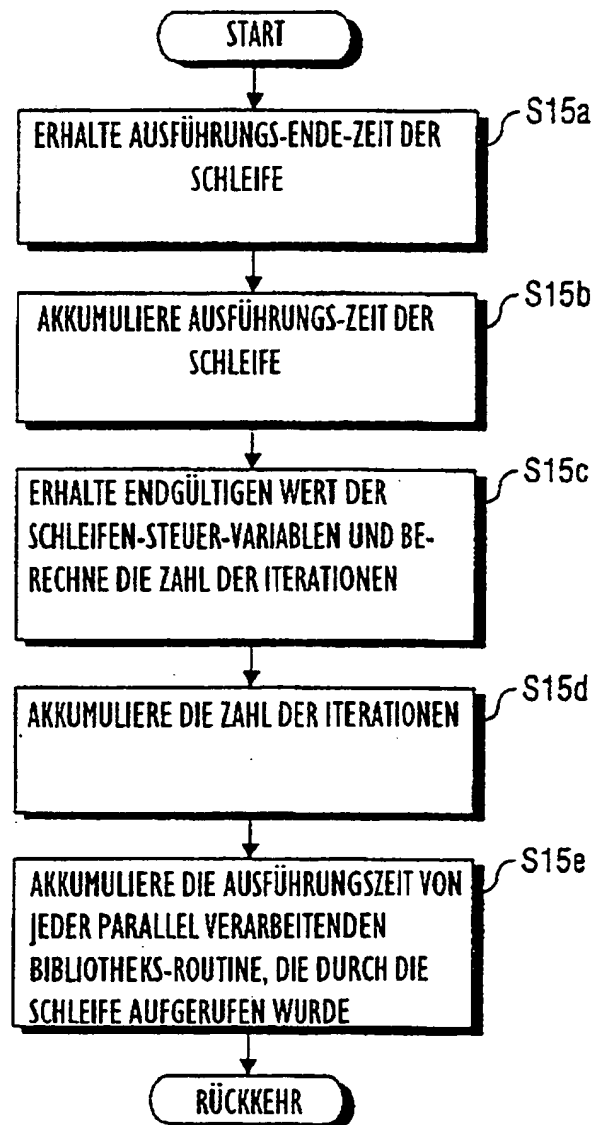 START
S15a
ERHALTE AUSFÜHRUNGS-ENDE-ZEIT DER
SCHLEIFE
S15b
AKKUMULIERE AUSFÜHRUNGS-ZEIT DER
SCHLEIFE
S15c
ERHALTE ENDGÜLTIGEN WERT DER
SCHLEIFEN-STEUER-VARIABLEN UND BE-
RECHNE DIE ZAHL DER ITERATIONEN
S15d
AKKUMULIERE DIE ZAHL DER ITERATIONEN
S15e
AKKUMULIERE DIE AUSFÜHRUNGSZEIT VON
JEDER PARALLEL VERARBEITENDEN
BIBLIOTHEKS-ROUTINE, DIE DURCH DIE
SCHLEIFE AUFGERUFEN WURDE
RÜCKKEHR